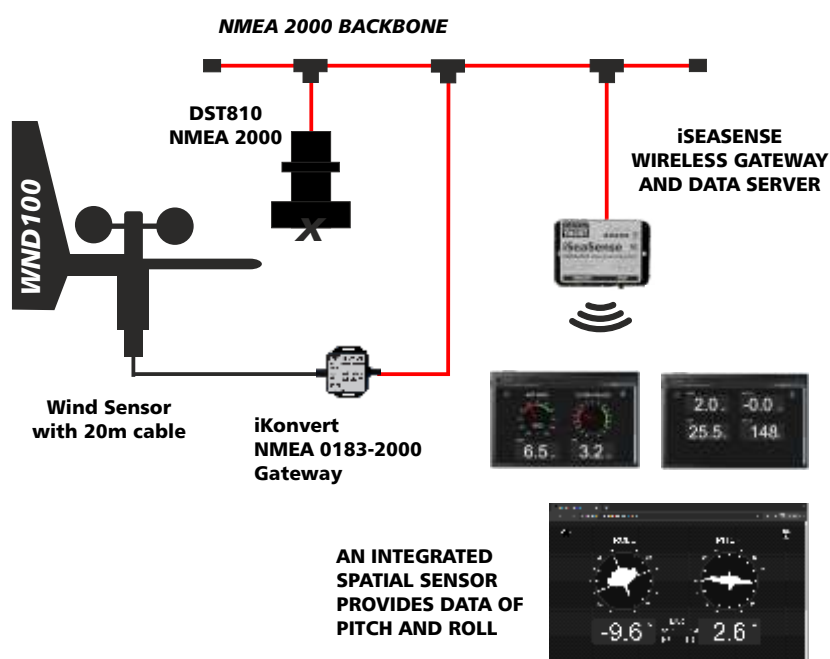 NMEA 2000 BACKBONE
DST810
NMEA 2000
WND100
iSEASENSE
WIRELESS GATEWAY
AND DATA SERVER
iSeaSense
Wind Sensor
with 20m cable
iKonvert
NMEA 0183-2000
Gateway
6.5 3.2
2.0 -0.0
25.5 148
AN INTEGRATED
SPATIAL SENSOR
PROVIDES DATA OF
PITCH AND ROLL
ROLL
-9.6° 2.6°